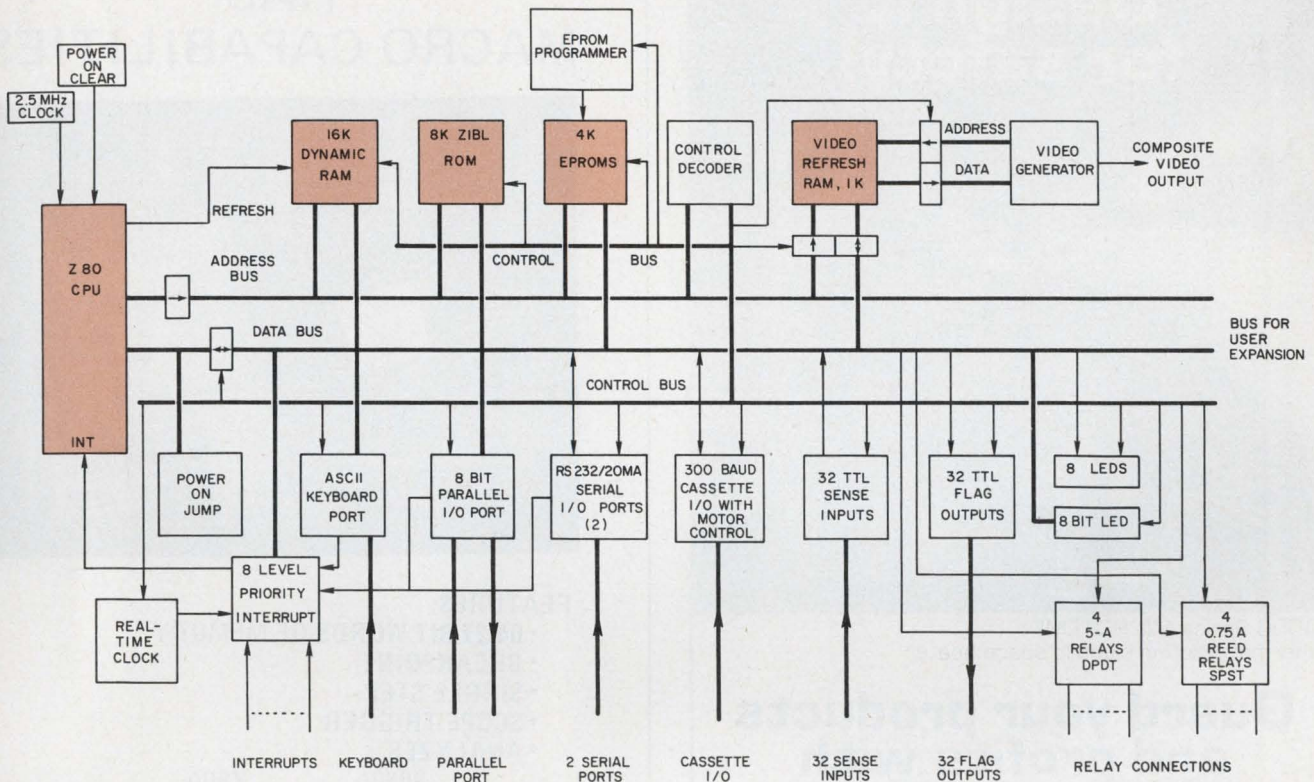 POWER
ON
CLEAR
2.5 MHz
CLOCK
EPROM
PROGRAMMER
16K
DYNAMIC
RAM
8K ZIBL
ROM
4K
EPROMS
CONTROL
DECODER
VIDEO
REFRESH
RAM, 1K
ADDRESS
DATA
VIDEO
GENERATOR
COMPOSITE
VIDEO
OUTPUT
REFRESH
Z 80
CPU
INT
ADDRESS
BUS
CONTROL BUS
DATA BUS
BUS FOR
USER
EXPANSION
CONTROL BUS
POWER
ON
JUMP
ASCII
KEYBOARD
PORT
8 BIT
PARALLEL
I/O PORT
RS 232/20MA
SERIAL
I/O PORTS
(2)
300 BAUD
CASSETTE
I/O WITH
MOTOR
CONTROL
32 TTL
SENSE
INPUTS
32 TTL
FLAG
OUTPUTS
8 LEDS
8 BIT LED
8 LEVEL
PRIORITY
INTERRUPT
REAL-
TIME
CLOCK
4
5-A
RELAYS
DPDT
4
0.75 A
REED
RELAYS
SPST
INTERRUPTS
KEYBOARD
PARALLEL
PORT
2 SERIAL
PORTS
CASSETTE
I/O
32 SENSE
INPUTS
32 FLAG
OUTPUTS
RELAY CONNECTIONS